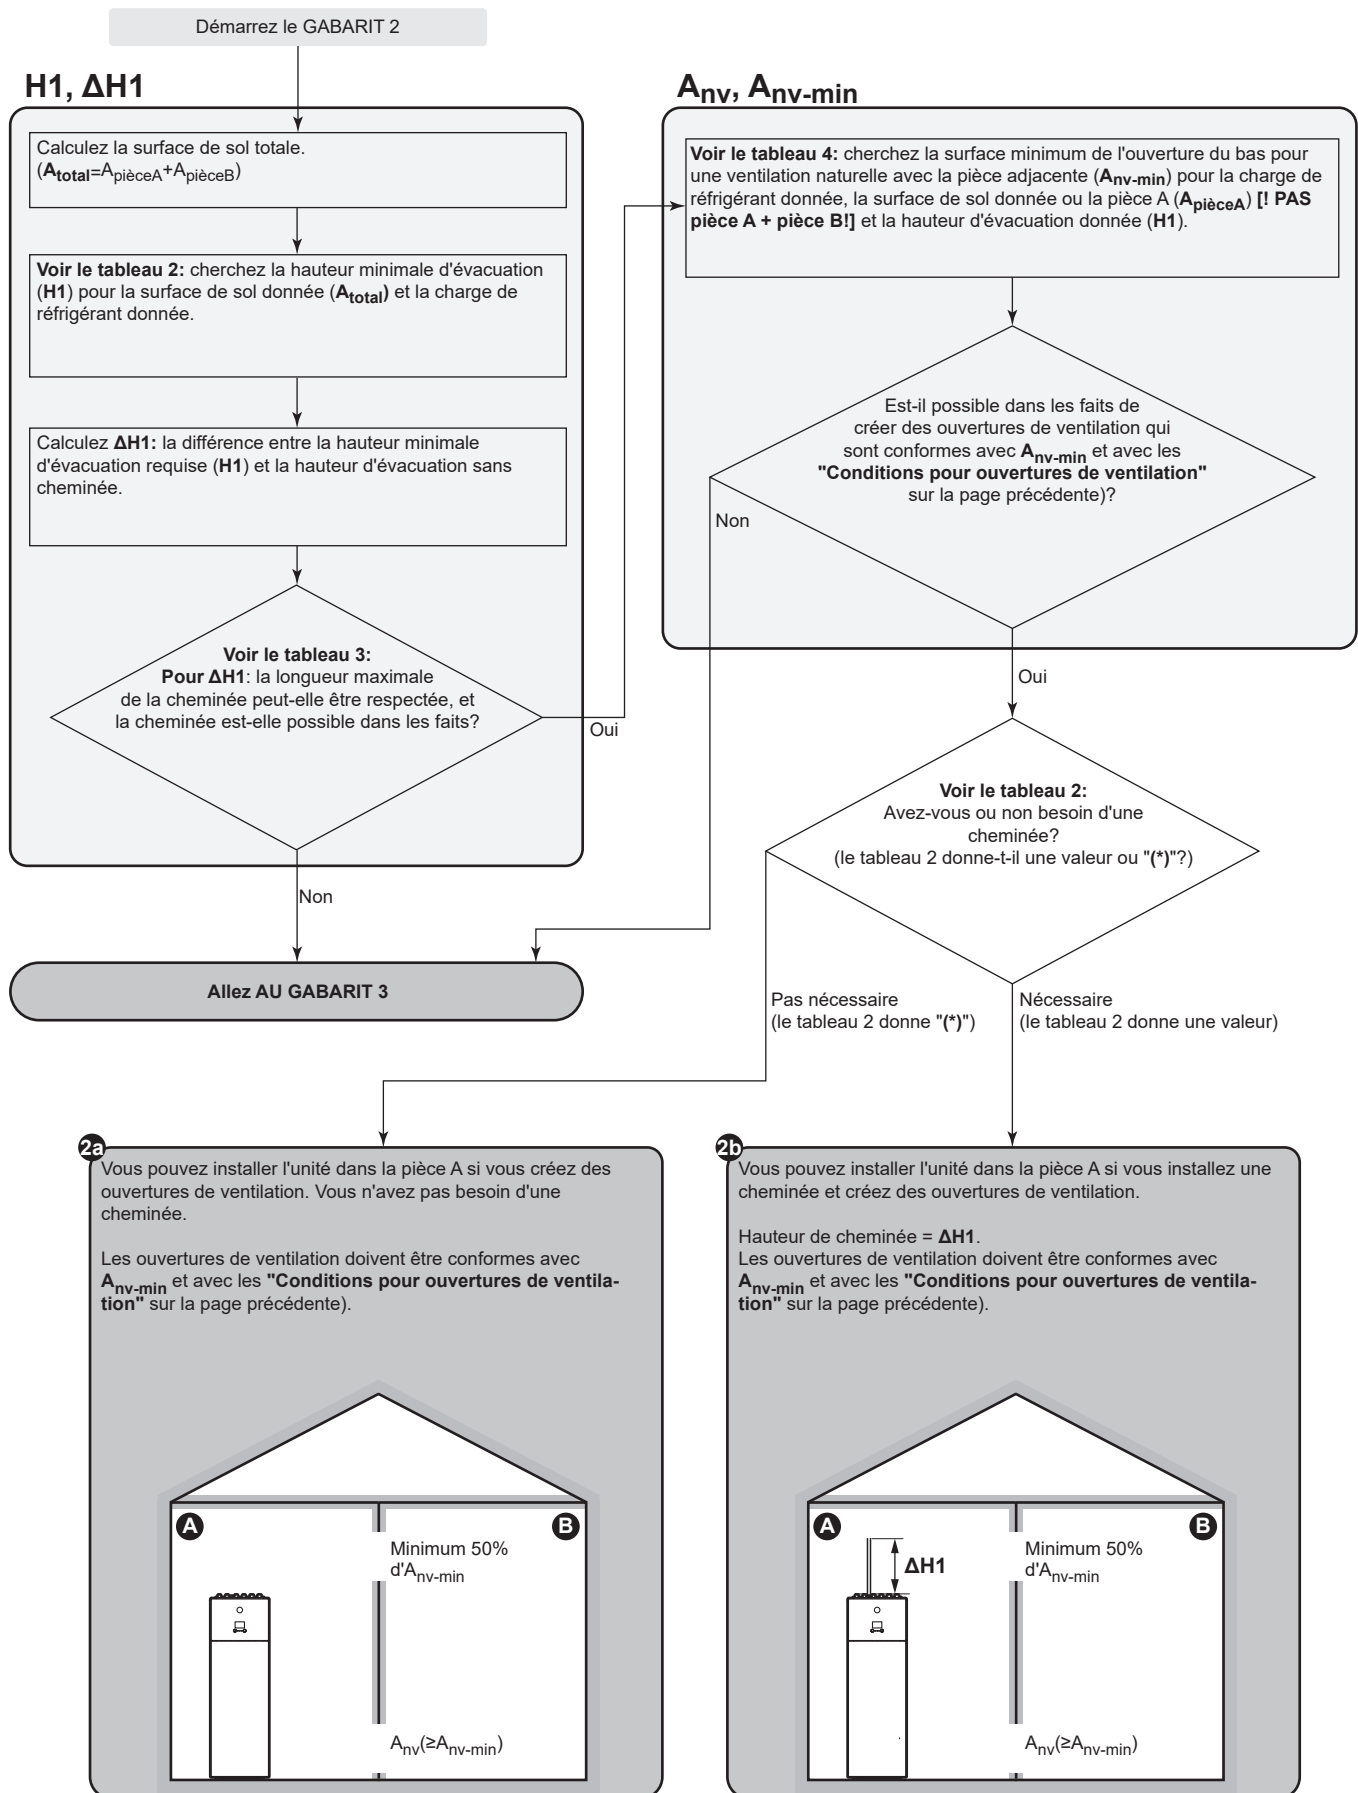 Démarrez le GABARIT 2
H1, ΔH1
Calculez la surface de sol totale.
(Atotal=ApièceA+ApièceB)
Voir le tableau 2: cherchez la hauteur minimale d'évacuation
(H1) pour la surface de sol donnée (Atotal) et la charge de
réfrigérant donnée.
Calculez ΔH1: la différence entre la hauteur minimale
d'évacuation requise (H1) et la hauteur d'évacuation sans
cheminée.
Voir le tableau 3:
Pour ΔH1: la longueur maximale
de la cheminée peut-elle être respectée, et
la cheminée est-elle possible dans les faits?
Oui
Non
Allez AU GABARIT 3
Anv, Anv-min
Voir le tableau 4: cherchez la surface minimum de l'ouverture du bas pour
une ventilation naturelle avec la pièce adjacente (Anv-min) pour la charge de
réfrigérant donnée, la surface de sol donnée ou la pièce A (ApièceA) [! PAS
pièce A + pièce B!] et la hauteur d'évacuation donnée (H1).
Est-il possible dans les faits de
créer des ouvertures de ventilation qui
sont conformes avec Anv-min et avec les
"Conditions pour ouvertures de ventilation"
sur la page précédente)?
Non
Oui
Voir le tableau 2:
Avez-vous ou non besoin d'une
cheminée?
(le tableau 2 donne-t-il une valeur ou "(*)"?)
Pas nécessaire
(le tableau 2 donne "(*)")
Nécessaire
(le tableau 2 donne une valeur)
2a
Vous pouvez installer l'unité dans la pièce A si vous créez des
ouvertures de ventilation. Vous n'avez pas besoin d'une
cheminée.
Les ouvertures de ventilation doivent être conformes avec
Anv-min et avec les "Conditions pour ouvertures de ventila-
tion" sur la page précédente).
A
B
Minimum 50%
d'Anv-min
Anv(≥Anv-min)
2b
Vous pouvez installer l'unité dans la pièce A si vous installez une
cheminée et créez des ouvertures de ventilation.
Hauteur de cheminée = ΔH1.
Les ouvertures de ventilation doivent être conformes avec
Anv-min et avec les "Conditions pour ouvertures de ventila-
tion" sur la page précédente).
A
B
ΔH1
Minimum 50%
d'Anv-min
Anv(≥Anv-min)